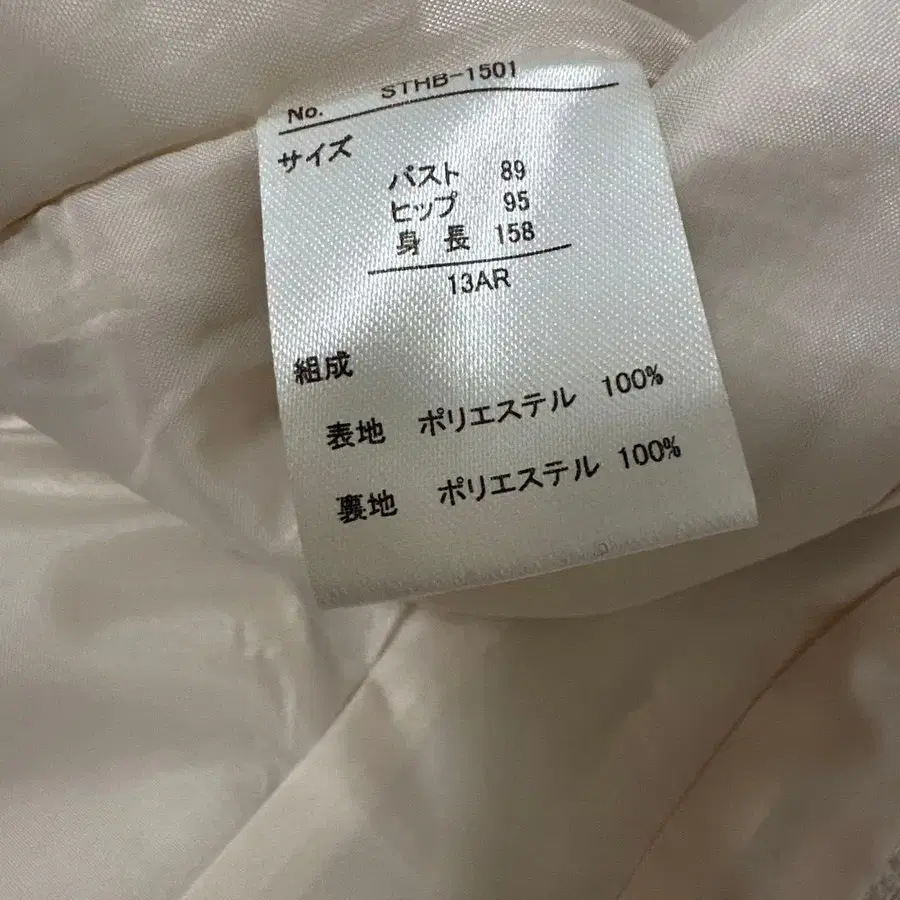 No. STHB-1501
サイズ
バスト 89
ヒップ 95
身長 158
13AR
組成
表地 ポリエステル 100%
裏地 ポリエステル 100%